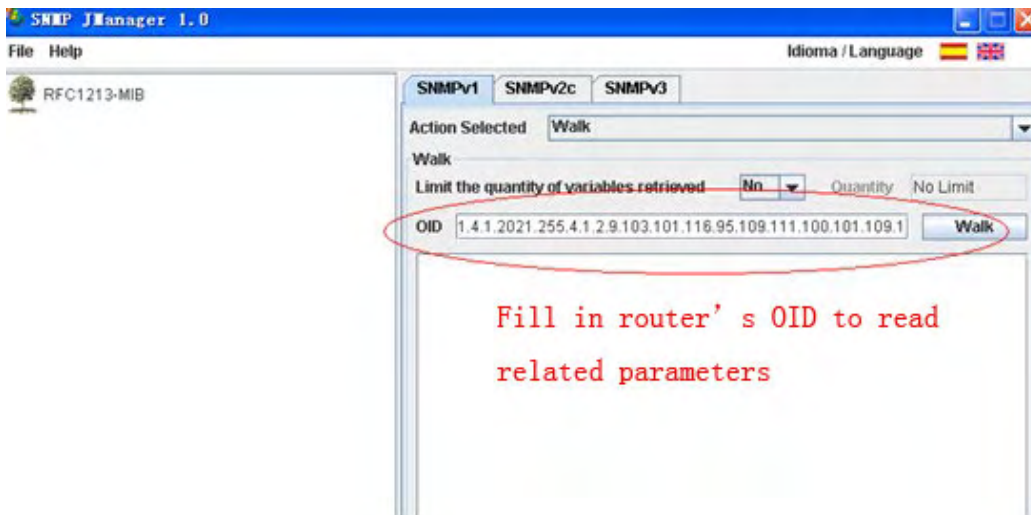 SNMP JManager 1.0
File Help
Idioma / Language
RFC1213-MIB
SNMPv1 SNMPv2c SNMPv3
Action Selected Walk
Walk
Limit the quantity of variables retrieved No Quantity No Limit
OID 1.4.1.2021.255.4.1.2.9.103.101.116.95.109.111.100.101.109.1 Walk
Fill in router's OID to read
related parameters